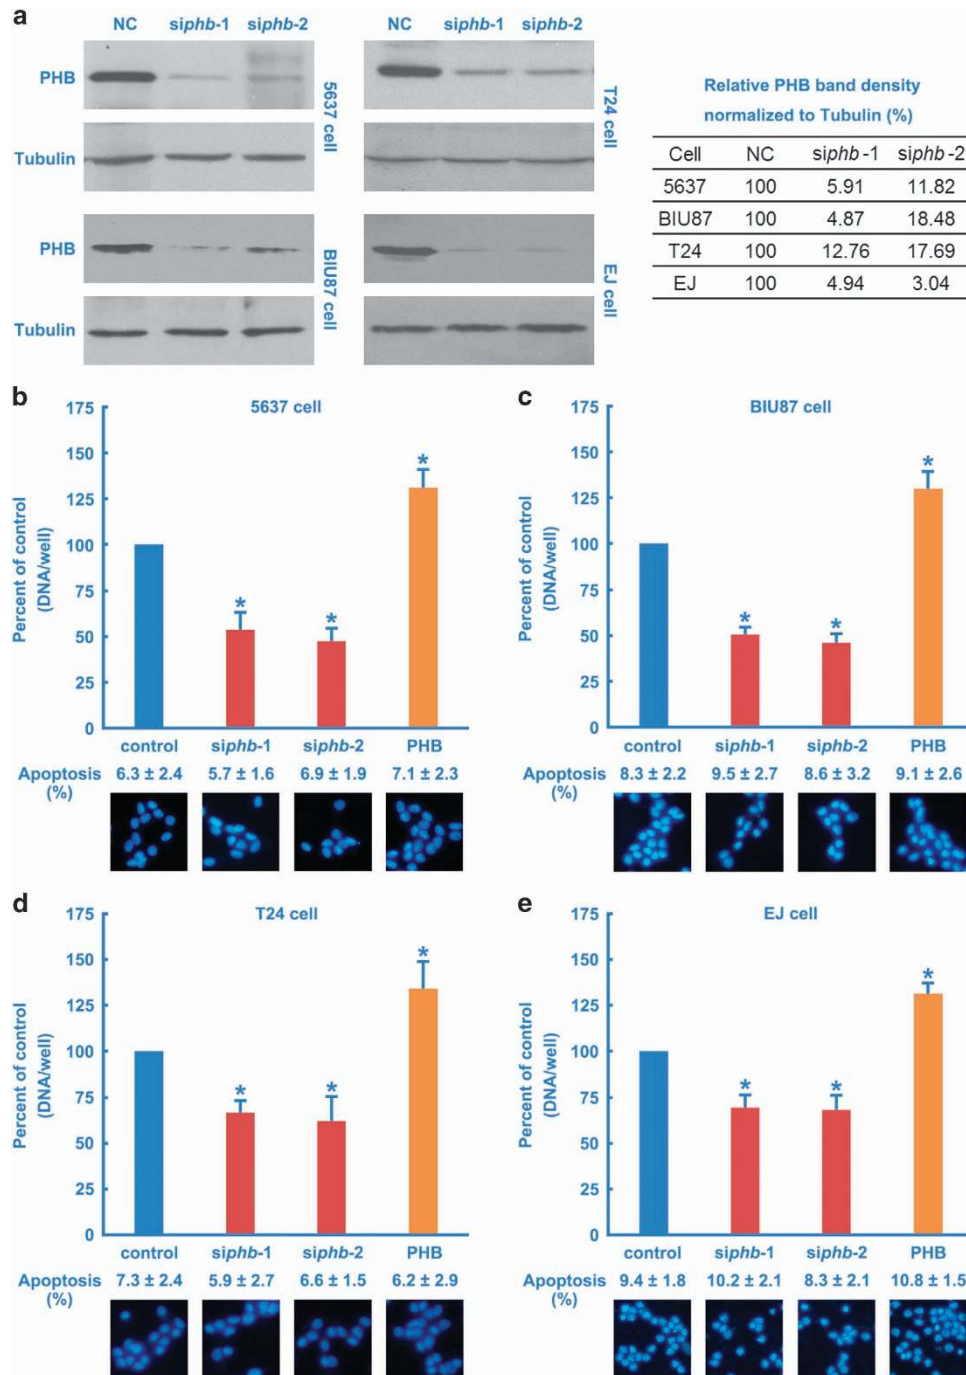 a
NC siphb-1 siphb-2
PHB
Tubulin
5637 cell
PHB
Tubulin
BIU87 cell
NC siphb-1 siphb-2
T24 cell
EJ cell
Relative PHB band density
normalized to Tubulin (%)
Cell NC siphb-1 siphb-2
5637 100 5.91 11.82
BIU87 100 4.87 18.48
T24 100 12.76 17.69
EJ 100 4.94 3.04
b
5637 cell
Percent of control
(DNA/well)
175
150
125
100
75
50
25
0
* * *
control siphb-1 siphb-2 PHB
Apoptosis 6.3 ± 2.4 5.7 ± 1.6 6.9 ± 1.9 7.1 ± 2.3
(%)
c
BIU87 cell
Percent of control
(DNA/well)
175
150
125
100
75
50
25
0
* * *
control siphb-1 siphb-2 PHB
Apoptosis 8.3 ± 2.2 9.5 ± 2.7 8.6 ± 3.2 9.1 ± 2.6
(%)
d
T24 cell
Percent of control
(DNA/well)
175
150
125
100
75
50
25
0
* * *
control siphb-1 siphb-2 PHB
Apoptosis 7.3 ± 2.4 5.9 ± 2.7 6.6 ± 1.5 6.2 ± 2.9
(%)
e
EJ cell
Percent of control
(DNA/well)
175
150
125
100
75
50
25
0
* * *
control siphb-1 siphb-2 PHB
Apoptosis 9.4 ± 1.8 10.2 ± 2.1 8.3 ± 2.1 10.8 ± 1.5
(%)